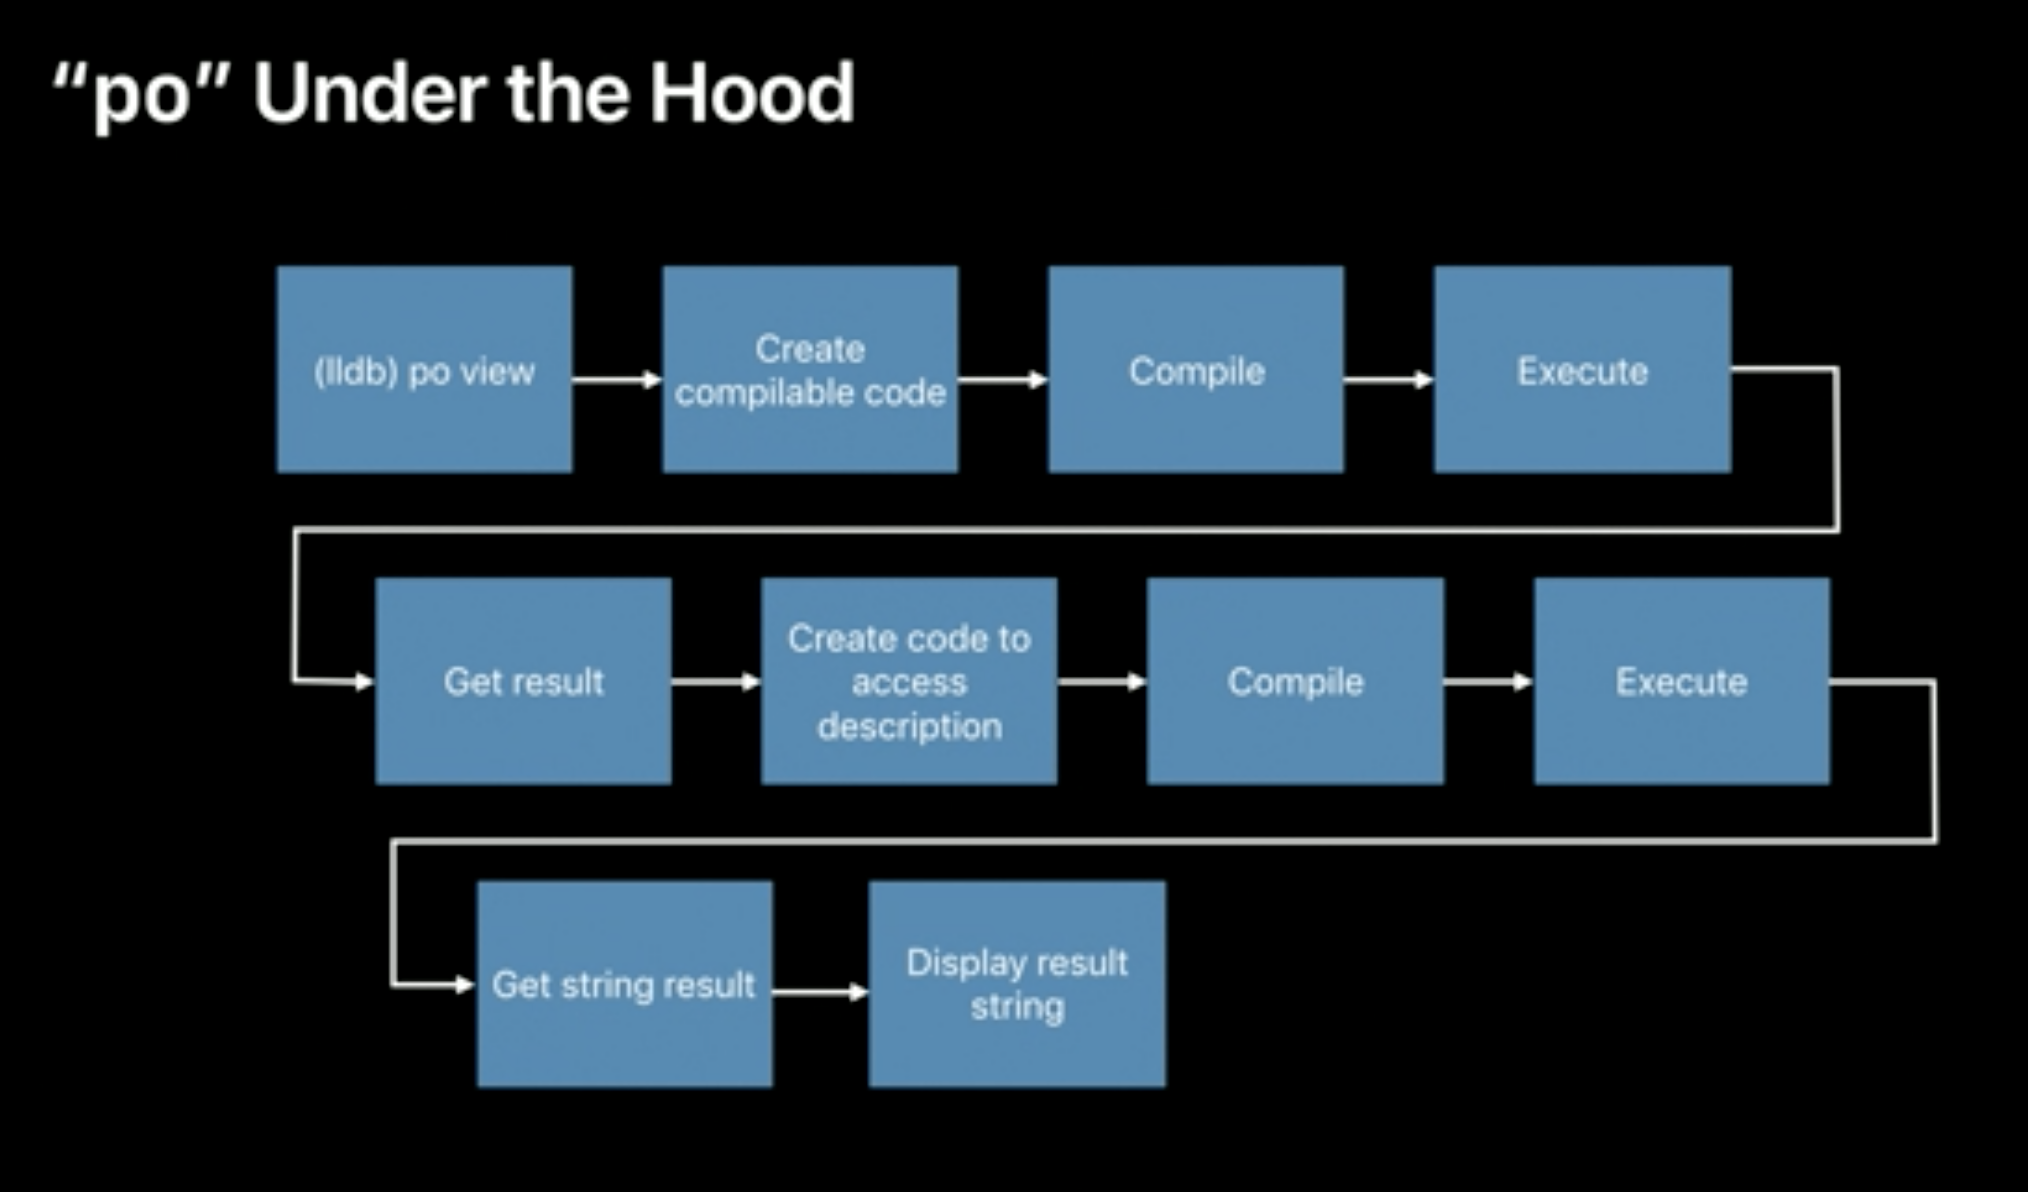 “po” Under the Hood
(lldb) po view
Create
compilable code
Compile
Execute
Get result
Create code to
access
description
Compile
Execute
Get string result
Display result
string